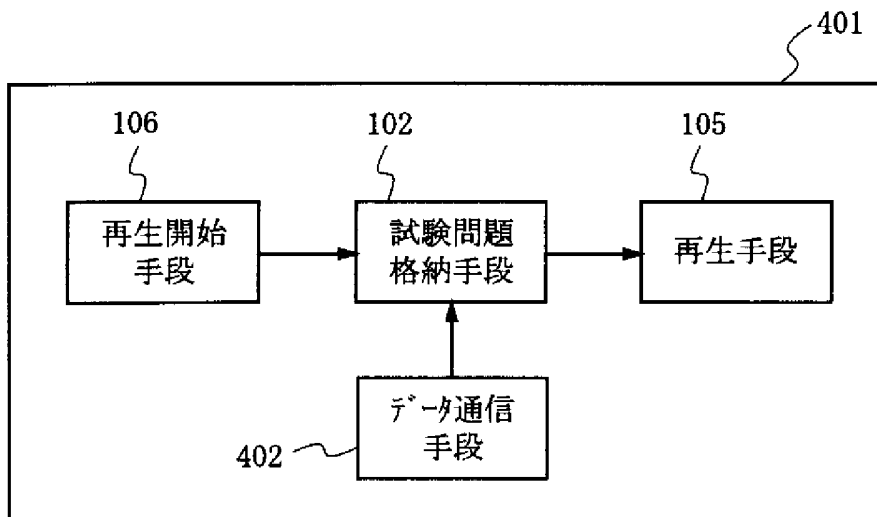 401
106
102
105
再生開始
手段
試験問題
格納手段
再生手段
データ通信
手段
402